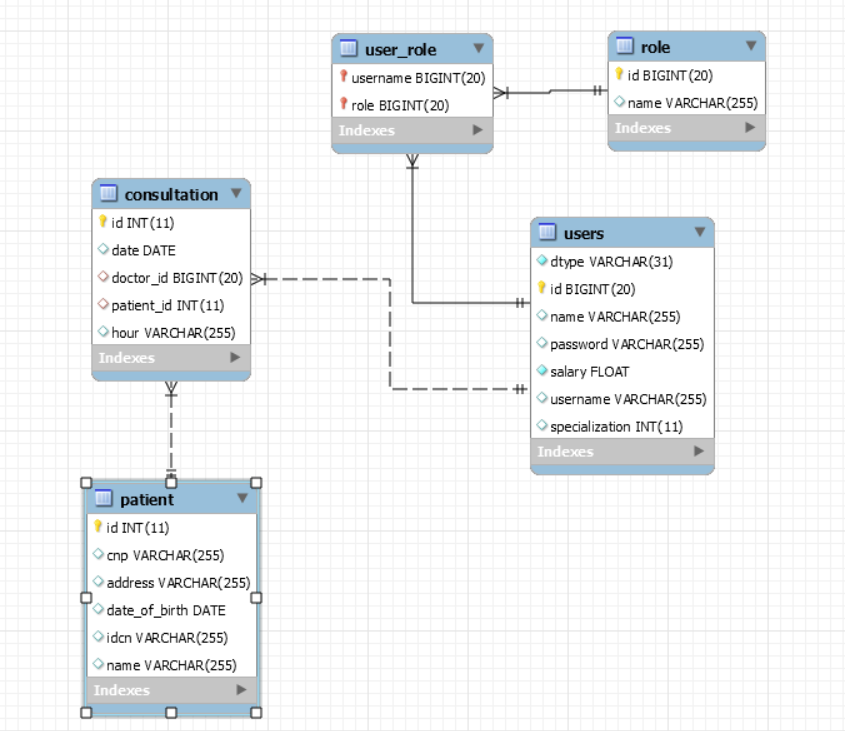 user_role
username BIGINT(20)
role BIGINT(20)
Indexes
role
id BIGINT(20)
name VARCHAR(255)
Indexes
consultation
id INT(11)
date DATE
doctor_id BIGINT(20)
patient_id INT(11)
hour VARCHAR(255)
Indexes
users
dtype VARCHAR(31)
id BIGINT(20)
name VARCHAR(255)
password VARCHAR(255)
salary FLOAT
username VARCHAR(255)
specialization INT(11)
Indexes
patient
id INT(11)
cnp VARCHAR(255)
address VARCHAR(255)
date_of_birth DATE
idcn VARCHAR(255)
name VARCHAR(255)
Indexes